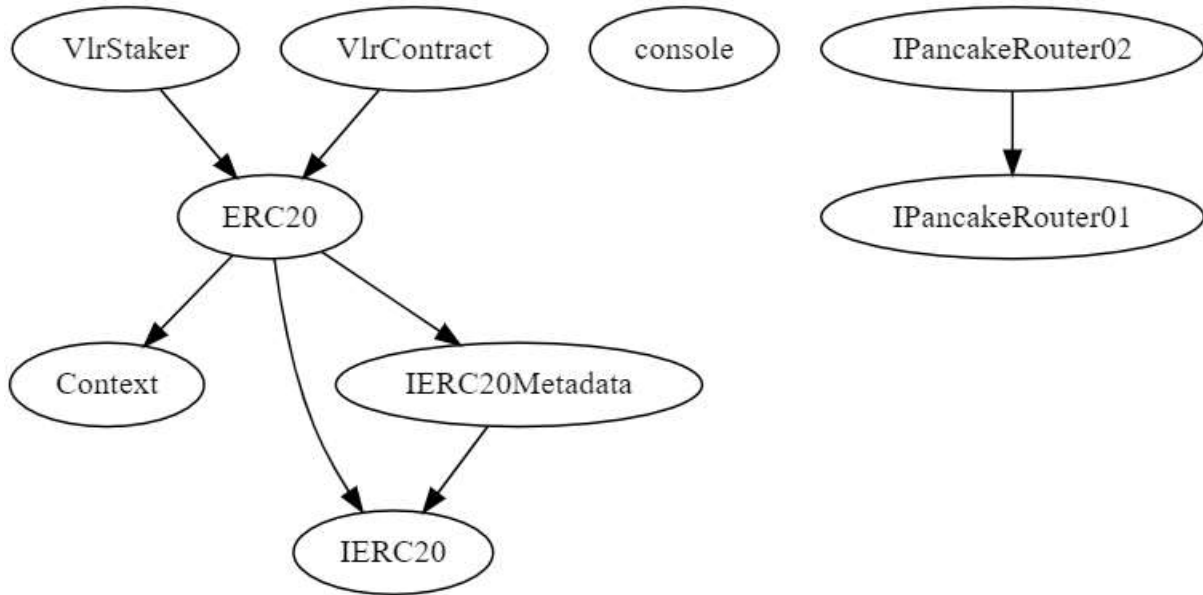 VlrStaker
VlrContract
console
IPancakeRouter02
ERC20
IPancakeRouter01
Context
IERC20Metadata
IERC20